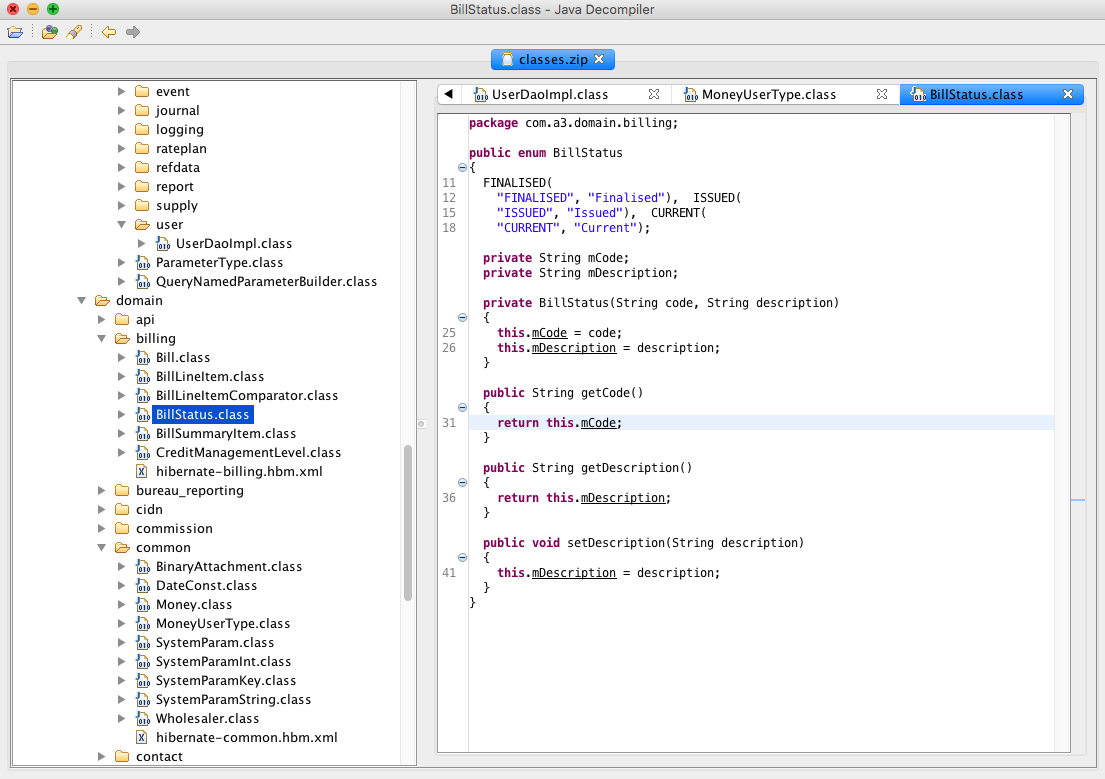 BillStatus.class - Java Decompiler
classes.zip
event
journal
logging
rateplan
refdata
report
supply
user
UserDaoImpl.class
ParameterType.class
QueryNamedParameterBuilder.class
domain
api
billing
Bill.class
BillLineItem.class
BillLineItemComparator.class
BillStatus.class
BillSummaryItem.class
CreditManagementLevel.class
hibernate-billing.hbm.xml
bureau_reporting
cidn
commission
common
BinaryAttachment.class
DateConst.class
Money.class
MoneyUserType.class
SystemParam.class
SystemParamInt.class
SystemParamKey.class
SystemParamString.class
Wholesaler.class
hibernate-common.hbm.xml
contact
UserDaoImpl.class MoneyUserType.class BillStatus.class
package com.a3.domain.billing;
public enum BillStatus
{
11 FINALISED(
12 "FINALISED", "Finalised"), ISSUED(
15 "ISSUED", "Issued"), CURRENT(
18 "CURRENT", "Current");
private String mCode;
private String mDescription;
private BillStatus(String code, String description)
{
25 this.mCode = code;
26 this.mDescription = description;
}
public String getCode()
{
31 return this.mCode;
}
public String getDescription()
{
36 return this.mDescription;
}
public void setDescription(String description)
{
41 this.mDescription = description;
}
}